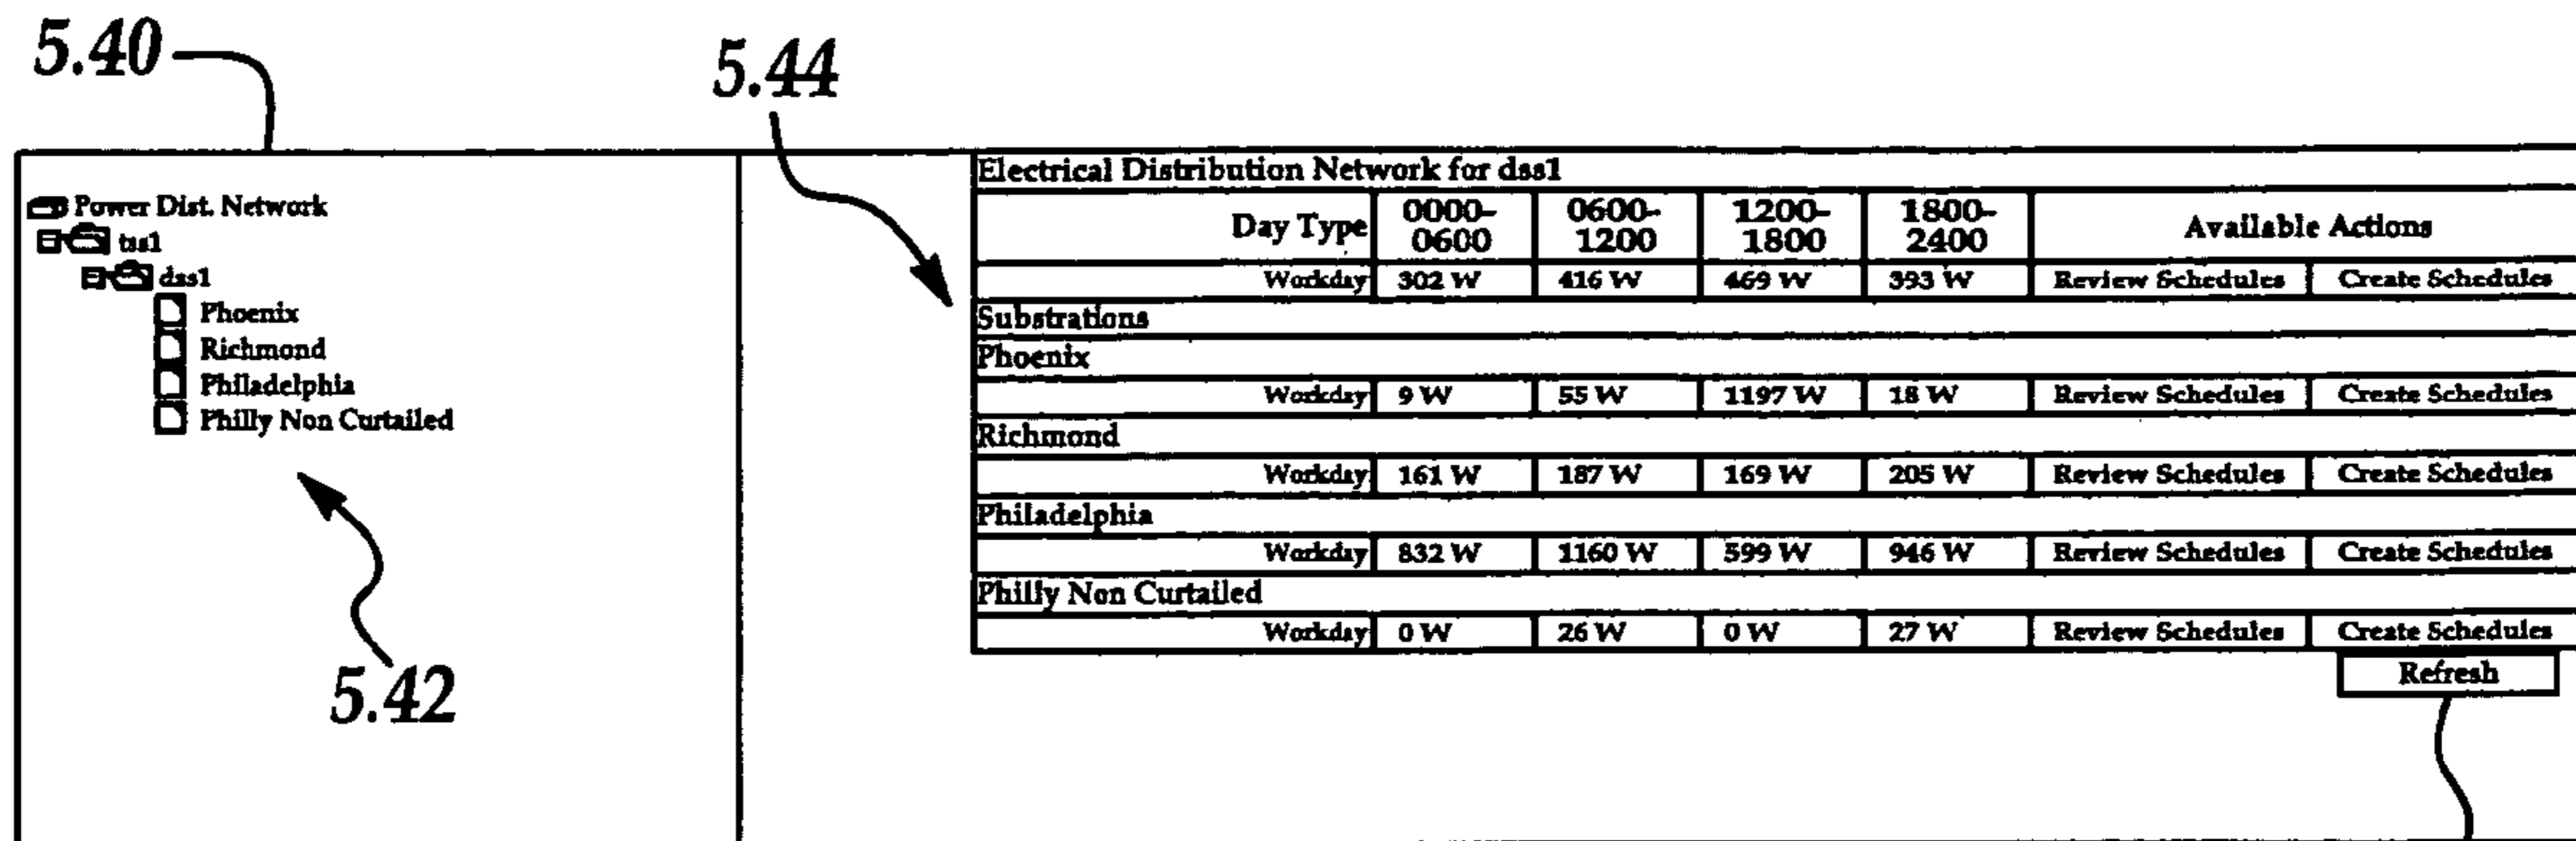 5.40
5.44
Power Dist. Network
tss1
dss1
Phoenix
Richmond
Philadelphia
Philly Non Curtailed
5.42
Electrical Distribution Network for dss1
Day Type 0000-0600 0600-1200 1200-1800 1800-2400 Available Actions
Workday 302 W 416 W 469 W 393 W Review Schedules Create Schedules
Substrations
Phoenix
Workday 9 W 55 W 1197 W 18 W Review Schedules Create Schedules
Richmond
Workday 161 W 187 W 169 W 205 W Review Schedules Create Schedules
Philadelphia
Workday 832 W 1160 W 599 W 946 W Review Schedules Create Schedules
Philly Non Curtailed
Workday 0 W 26 W 0 W 27 W Review Schedules Create Schedules
Refresh